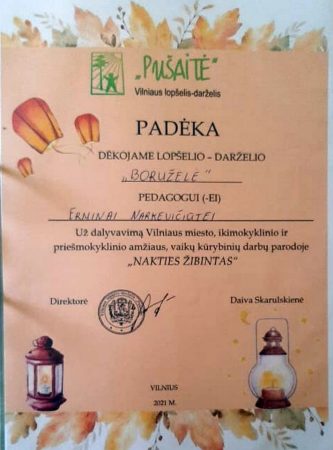 „PUŠAITĖ"
Vilniaus lopšelis-darželis
PADĖKA
DĖKOJAME LOPŠELIO – DARŽELIO
„BORUŽĖLĖ"
PEDAGOGUI (-EI)
ERMINAI NARKEVIČIŪTEI
Už dalyvavimą Vilniaus miesto, ikimokyklinio ir
priešmokyklinio amžiaus, vaikų kūrybinių darbų parodoje
„NAKTIES ŽIBINTAS"
Direktorė
Daiva Skarulskienė
VILNIUS
2021 M.